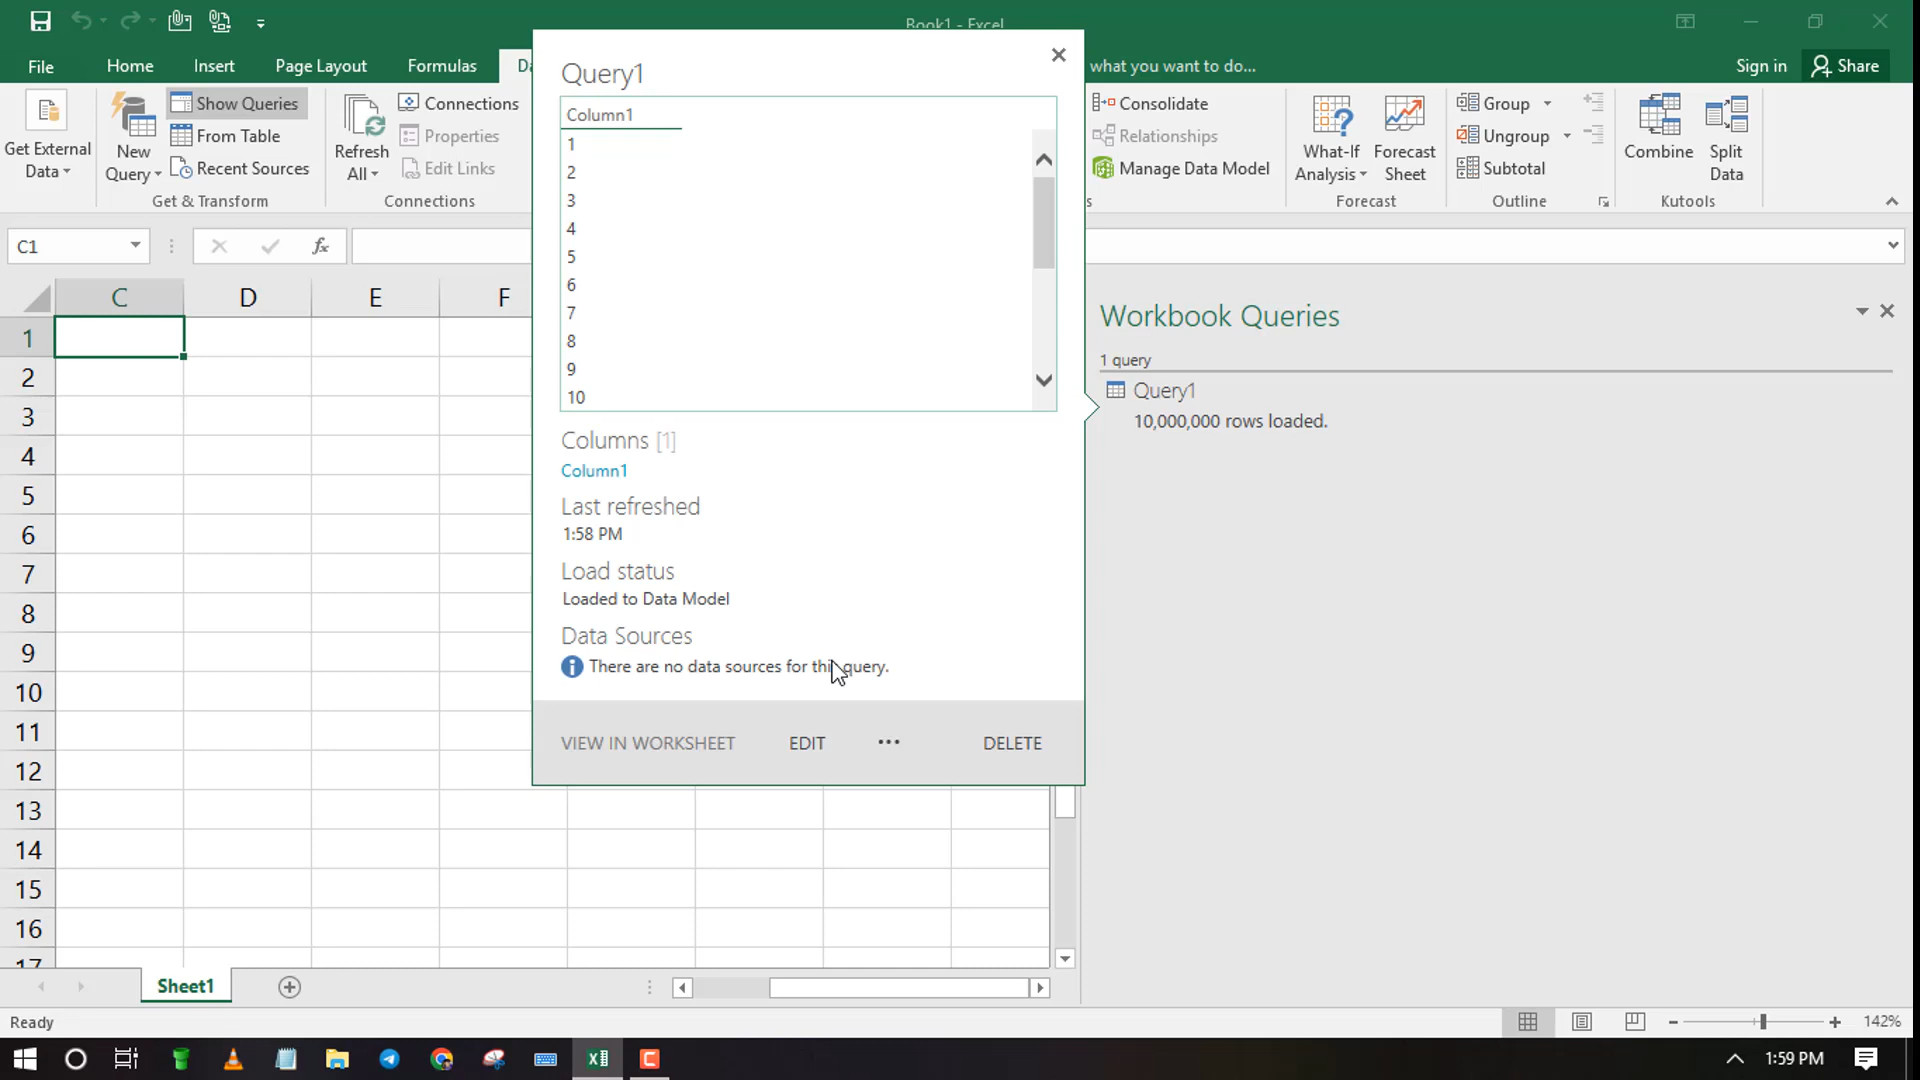 Book1 - Excel
File
Home
Insert
Page Layout
Formulas
Da
what you want to do...
Sign in
Share
Get External
Data
New
Query
Show Queries
From Table
Recent Sources
Get & Transform
Refresh
All
Connections
Properties
Edit Links
Connections
Consolidate
Relationships
Manage Data Model
s
What-If
Analysis
Forecast
Sheet
Forecast
Group
Ungroup
Subtotal
Outline
Combine
Split
Data
Kutools
C1
fx
C
D
E
F
1
2
3
4
5
6
7
8
9
10
11
12
13
14
15
16
17
Query1
Column1
1
2
3
4
5
6
7
8
9
10
Columns [1]
Column1
Last refreshed
1:58 PM
Load status
Loaded to Data Model
Data Sources
There are no data sources for this query.
VIEW IN WORKSHEET
EDIT
...
DELETE
Workbook Queries
1 query
Query1
10,000,000 rows loaded.
Sheet1
Ready
142%
1:59 PM